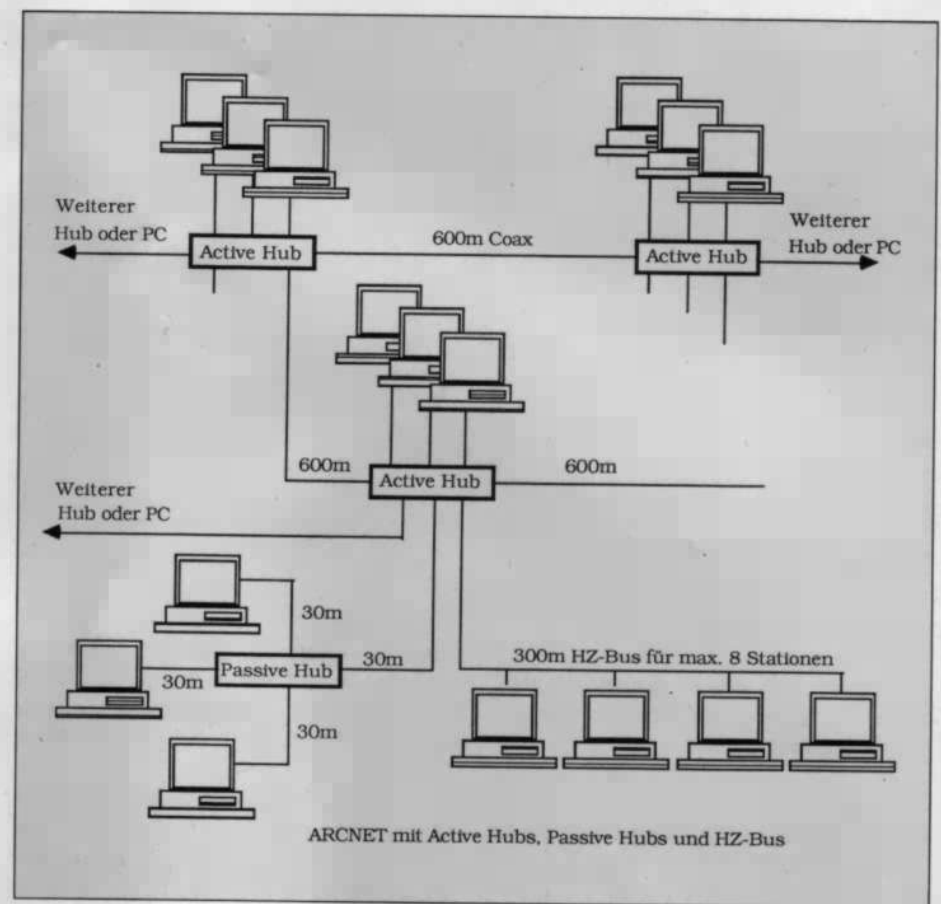 Weiterer
Hub oder PC
Active Hub
600m Coax
Active Hub
Weiterer
Hub oder PC
600m
Active Hub
600m
Weiterer
Hub oder PC
30m
30m
Passive Hub
30m
30m
300m HZ-Bus für max. 8 Stationen
ARCNET mit Active Hubs, Passive Hubs und HZ-Bus